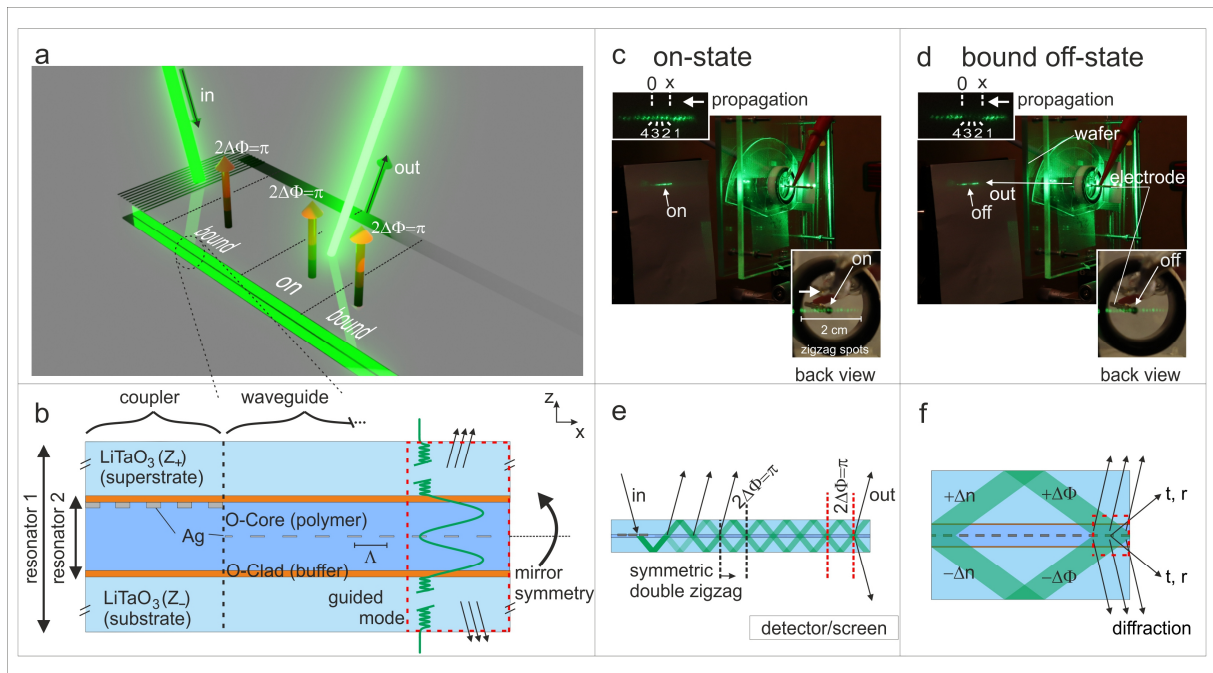 a
in
2ΔΦ=π
out
2ΔΦ=π
2ΔΦ=π
bound
on
bound
c on-state
0 x
propagation
4321
on
on
2 cm
zigzag spots
back view
d bound off-state
0 x
propagation
4321
wafer
electrode
out
off
off
back view
b
coupler waveguide
...
z
x
LiTaO₃(Z₊)
(superstrate)
resonator 1
resonator 2
O-Core (polymer)
Ag
Λ
O-Clad (buffer)
mirror
symmetry
guided
mode
LiTaO₃(Z₋)
(substrate)
e
in
2ΔΦ=π
2ΔΦ=π
out
symmetric
double zigzag
detector/screen
f
+Δn +ΔΦ
t, r
t, r
−Δn −ΔΦ
diffraction